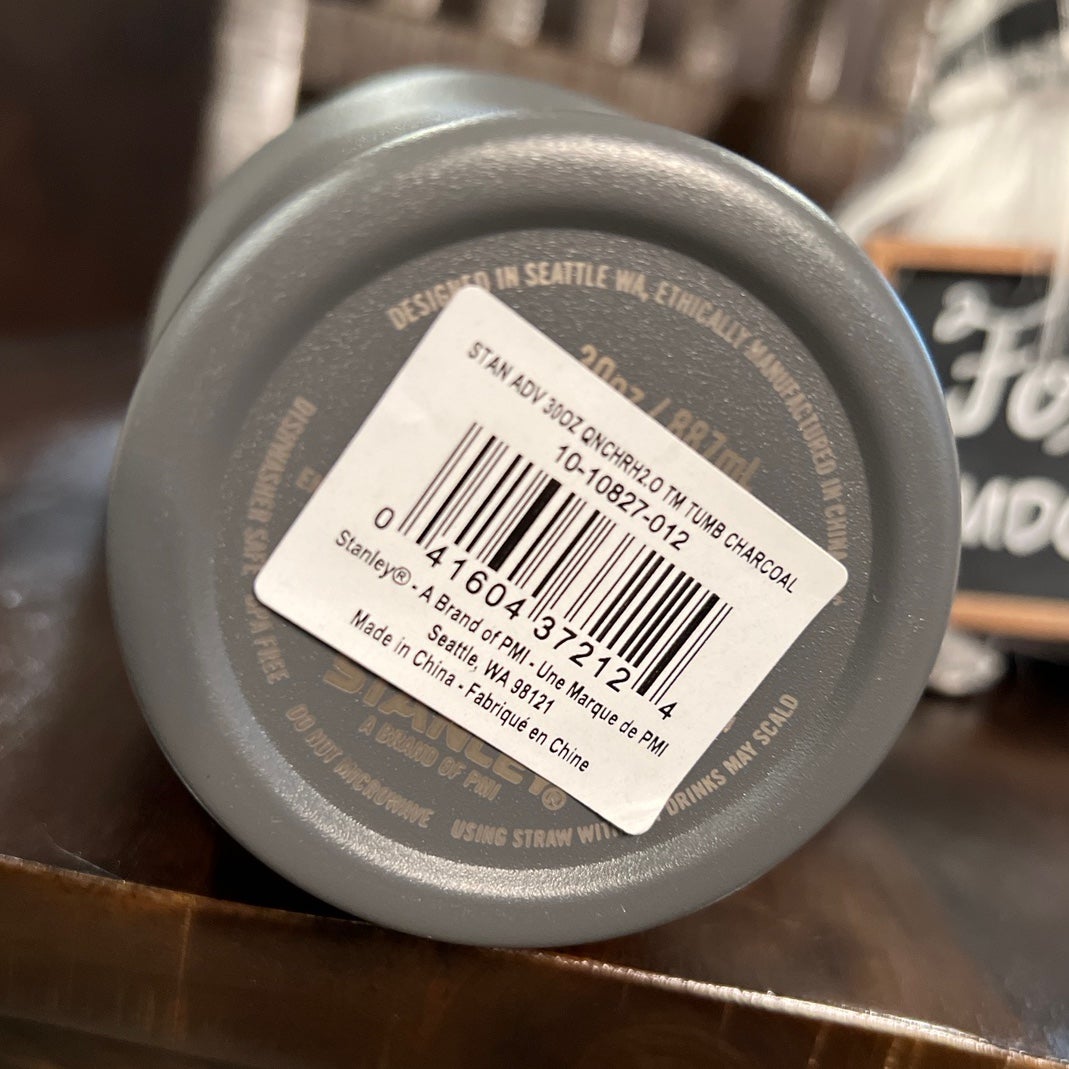 DESIGNED IN SEATTLE WA, ETHICALLY MANUFACTURED IN CHINA
30oz / 887ml
STAN ADV 30OZ QNCHRH2.O TM TUMB CHARCOAL
10-10827-012
0 41604 37212 4
Stanley® - A Brand of PMI - Une Marque de PMI
Seattle, WA 98121
Made in China - Fabriqué en Chine
DISHWASHER SAFE
FREE
STANLEY®
A BRAND OF PMI
DO NOT MICROWAVE
USING STRAW WITH DRINKS MAY SCALD